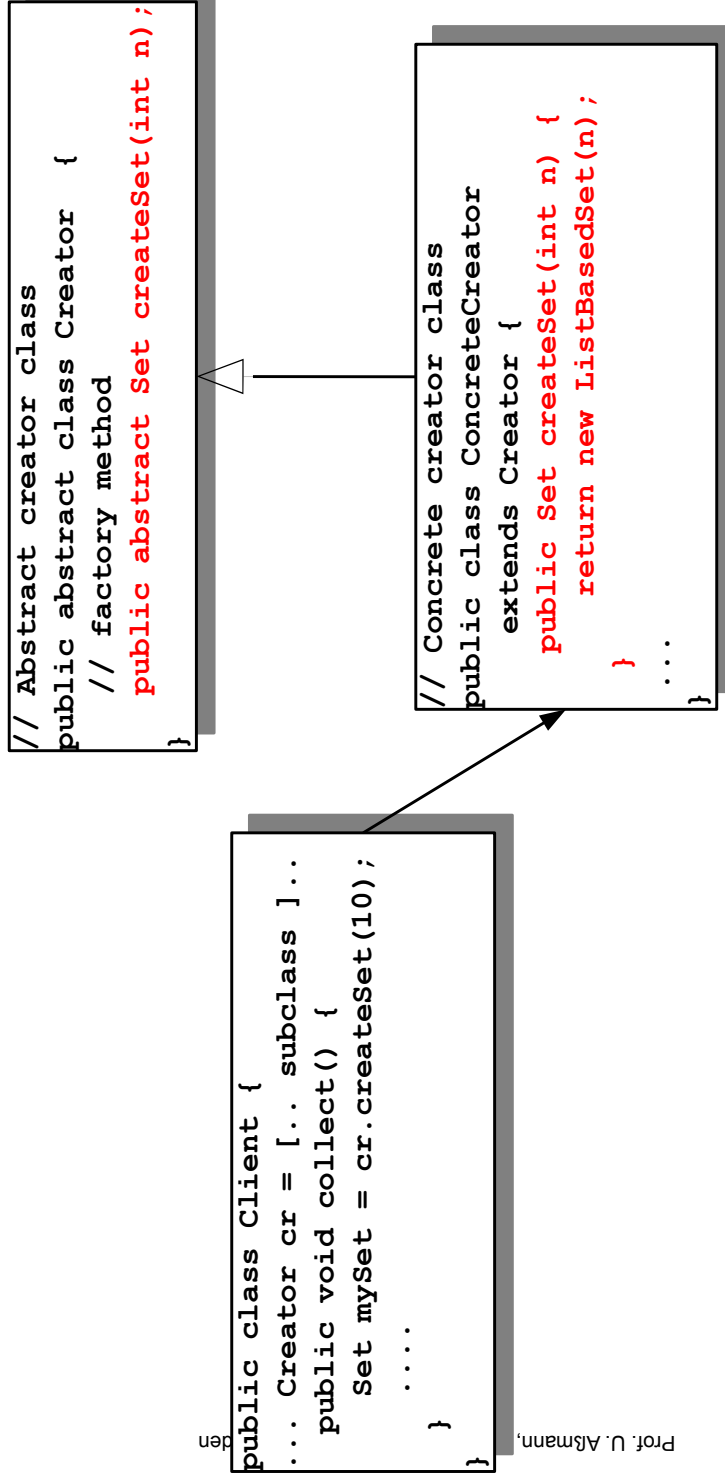 // Abstract creator class
public abstract class Creator {
// factory method
public abstract Set createSet(int n);
}
public class Client {
... Creator cr = [.. subclass ]..
public void collect() {
Set mySet = cr.createSet(10);
....
}
}
// Concrete creator class
public class ConcreteCreator
extends Creator {
public Set createSet(int n) {
return new ListBasedSet(n);
}
...
}
Prof. U. Aßmann,
den